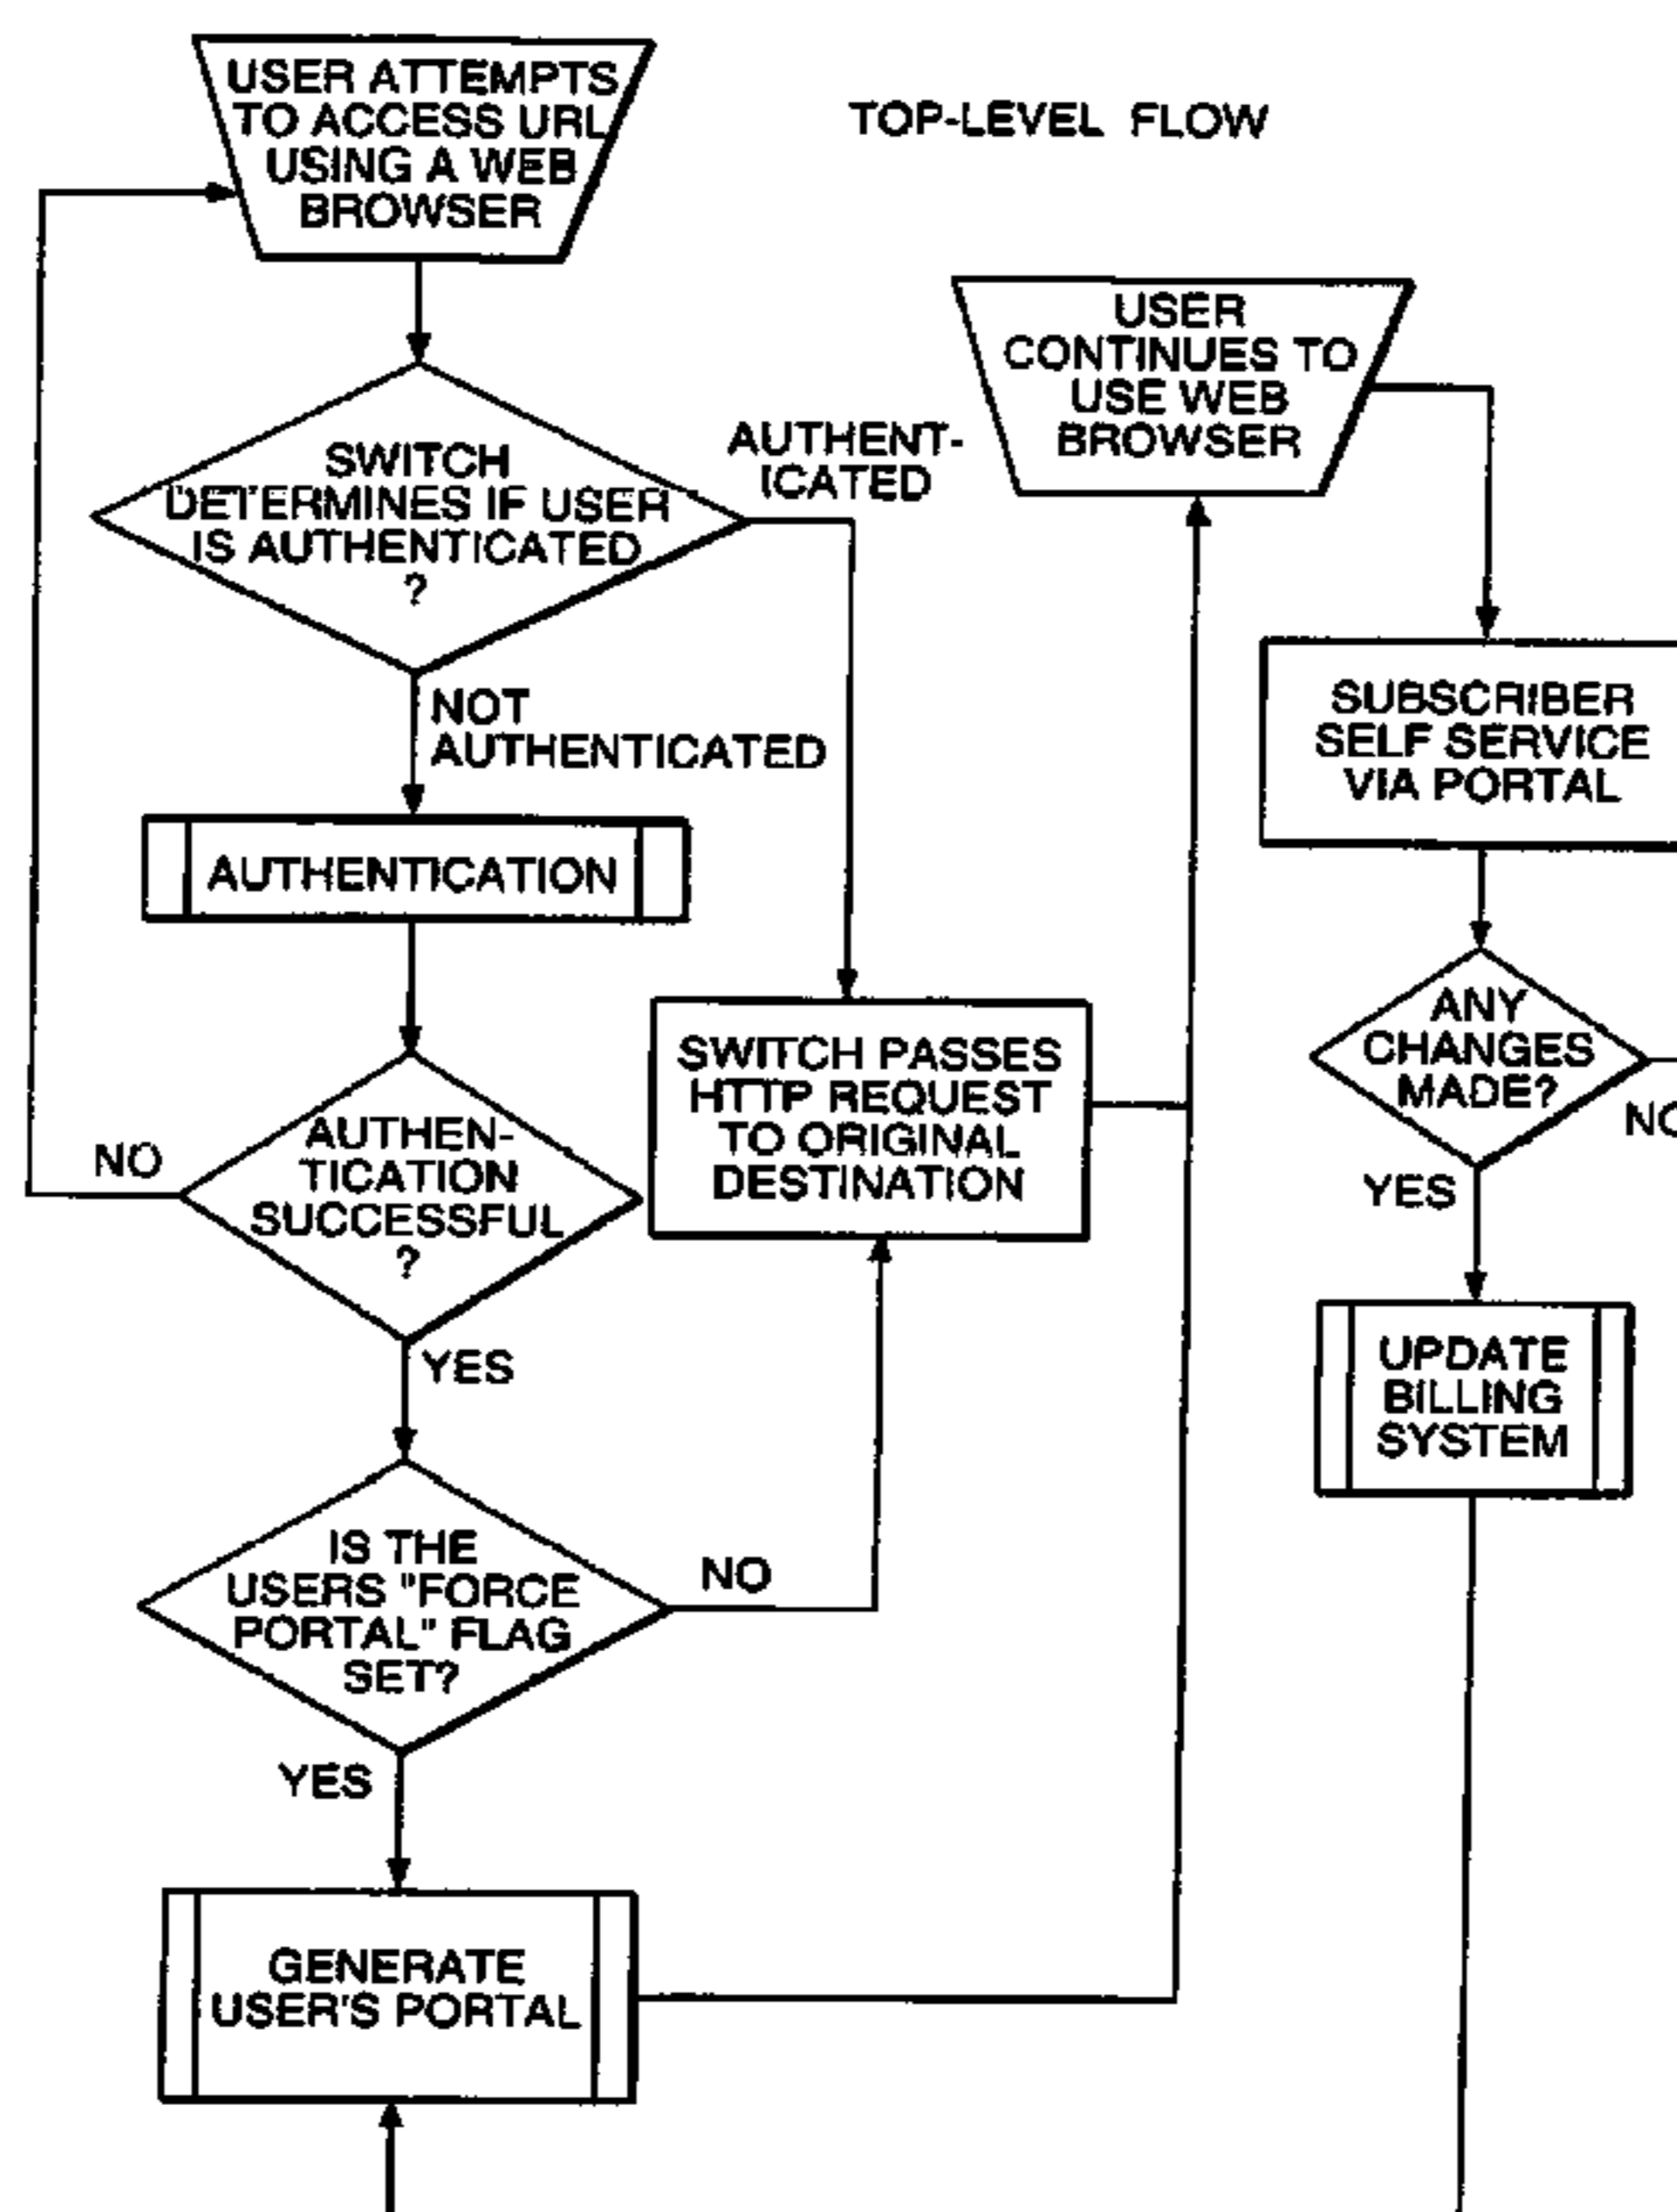 USER ATTEMPTS
TO ACCESS URL
USING A WEB
BROWSER
TOP-LEVEL FLOW
USER
CONTINUES TO
USE WEB
BROWSER
SWITCH
DETERMINES IF USER
IS AUTHENTICATED
?
AUTHENT-
ICATED
NOT
AUTHENTICATED
SUBSCRIBER
SELF SERVICE
VIA PORTAL
AUTHENTICATION
SWITCH PASSES
HTTP REQUEST
TO ORIGINAL
DESTINATION
ANY
CHANGES
MADE?
NO
YES
AUTHEN-
TICATION
SUCCESSFUL
?
NO
YES
UPDATE
BILLING
SYSTEM
IS THE
USERS "FORCE
PORTAL" FLAG
SET?
NO
YES
GENERATE
USER'S PORTAL